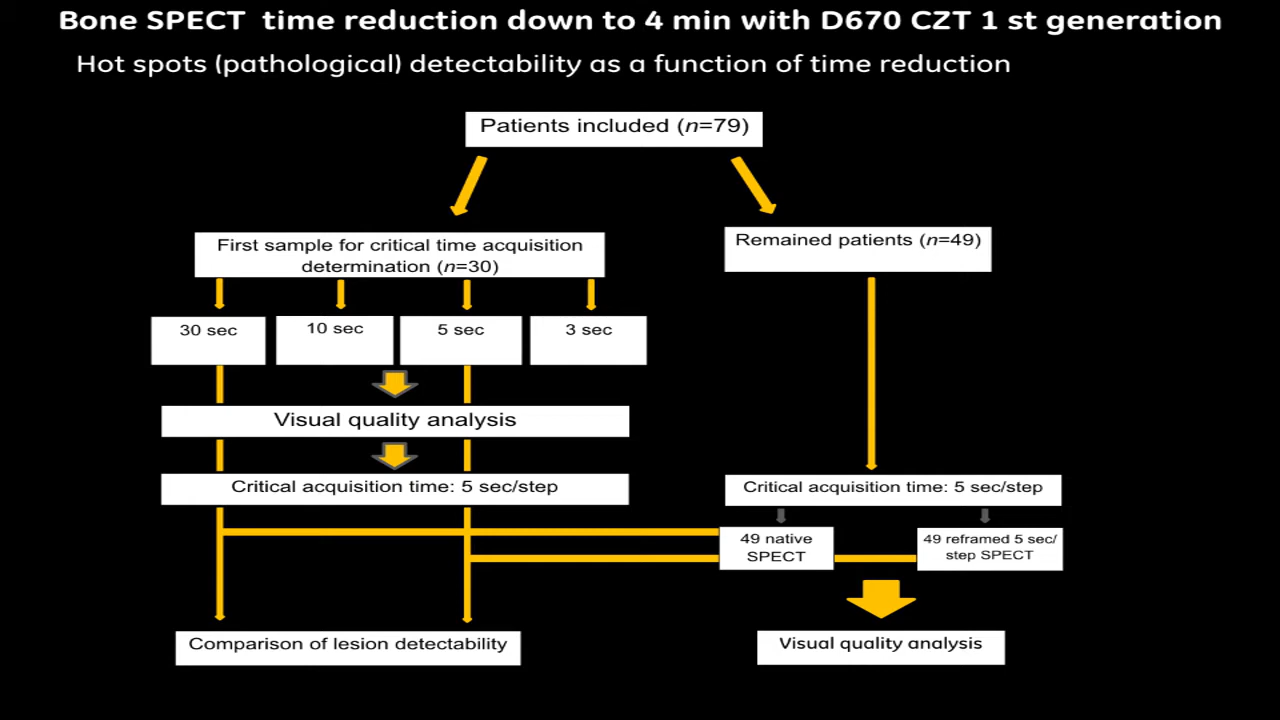 Bone SPECT time reduction down to 4 min with D670 CZT 1 st generation
Hot spots (pathological) detectability as a function of time reduction
Patients included (n=79)
First sample for critical time acquisition
determination (n=30)
Remained patients (n=49)
30 sec
10 sec
5 sec
3 sec
Visual quality analysis
Critical acquisition time: 5 sec/step
Critical acquisition time: 5 sec/step
49 native
SPECT
49 reframed 5 sec/
step SPECT
Comparison of lesion detectability
Visual quality analysis